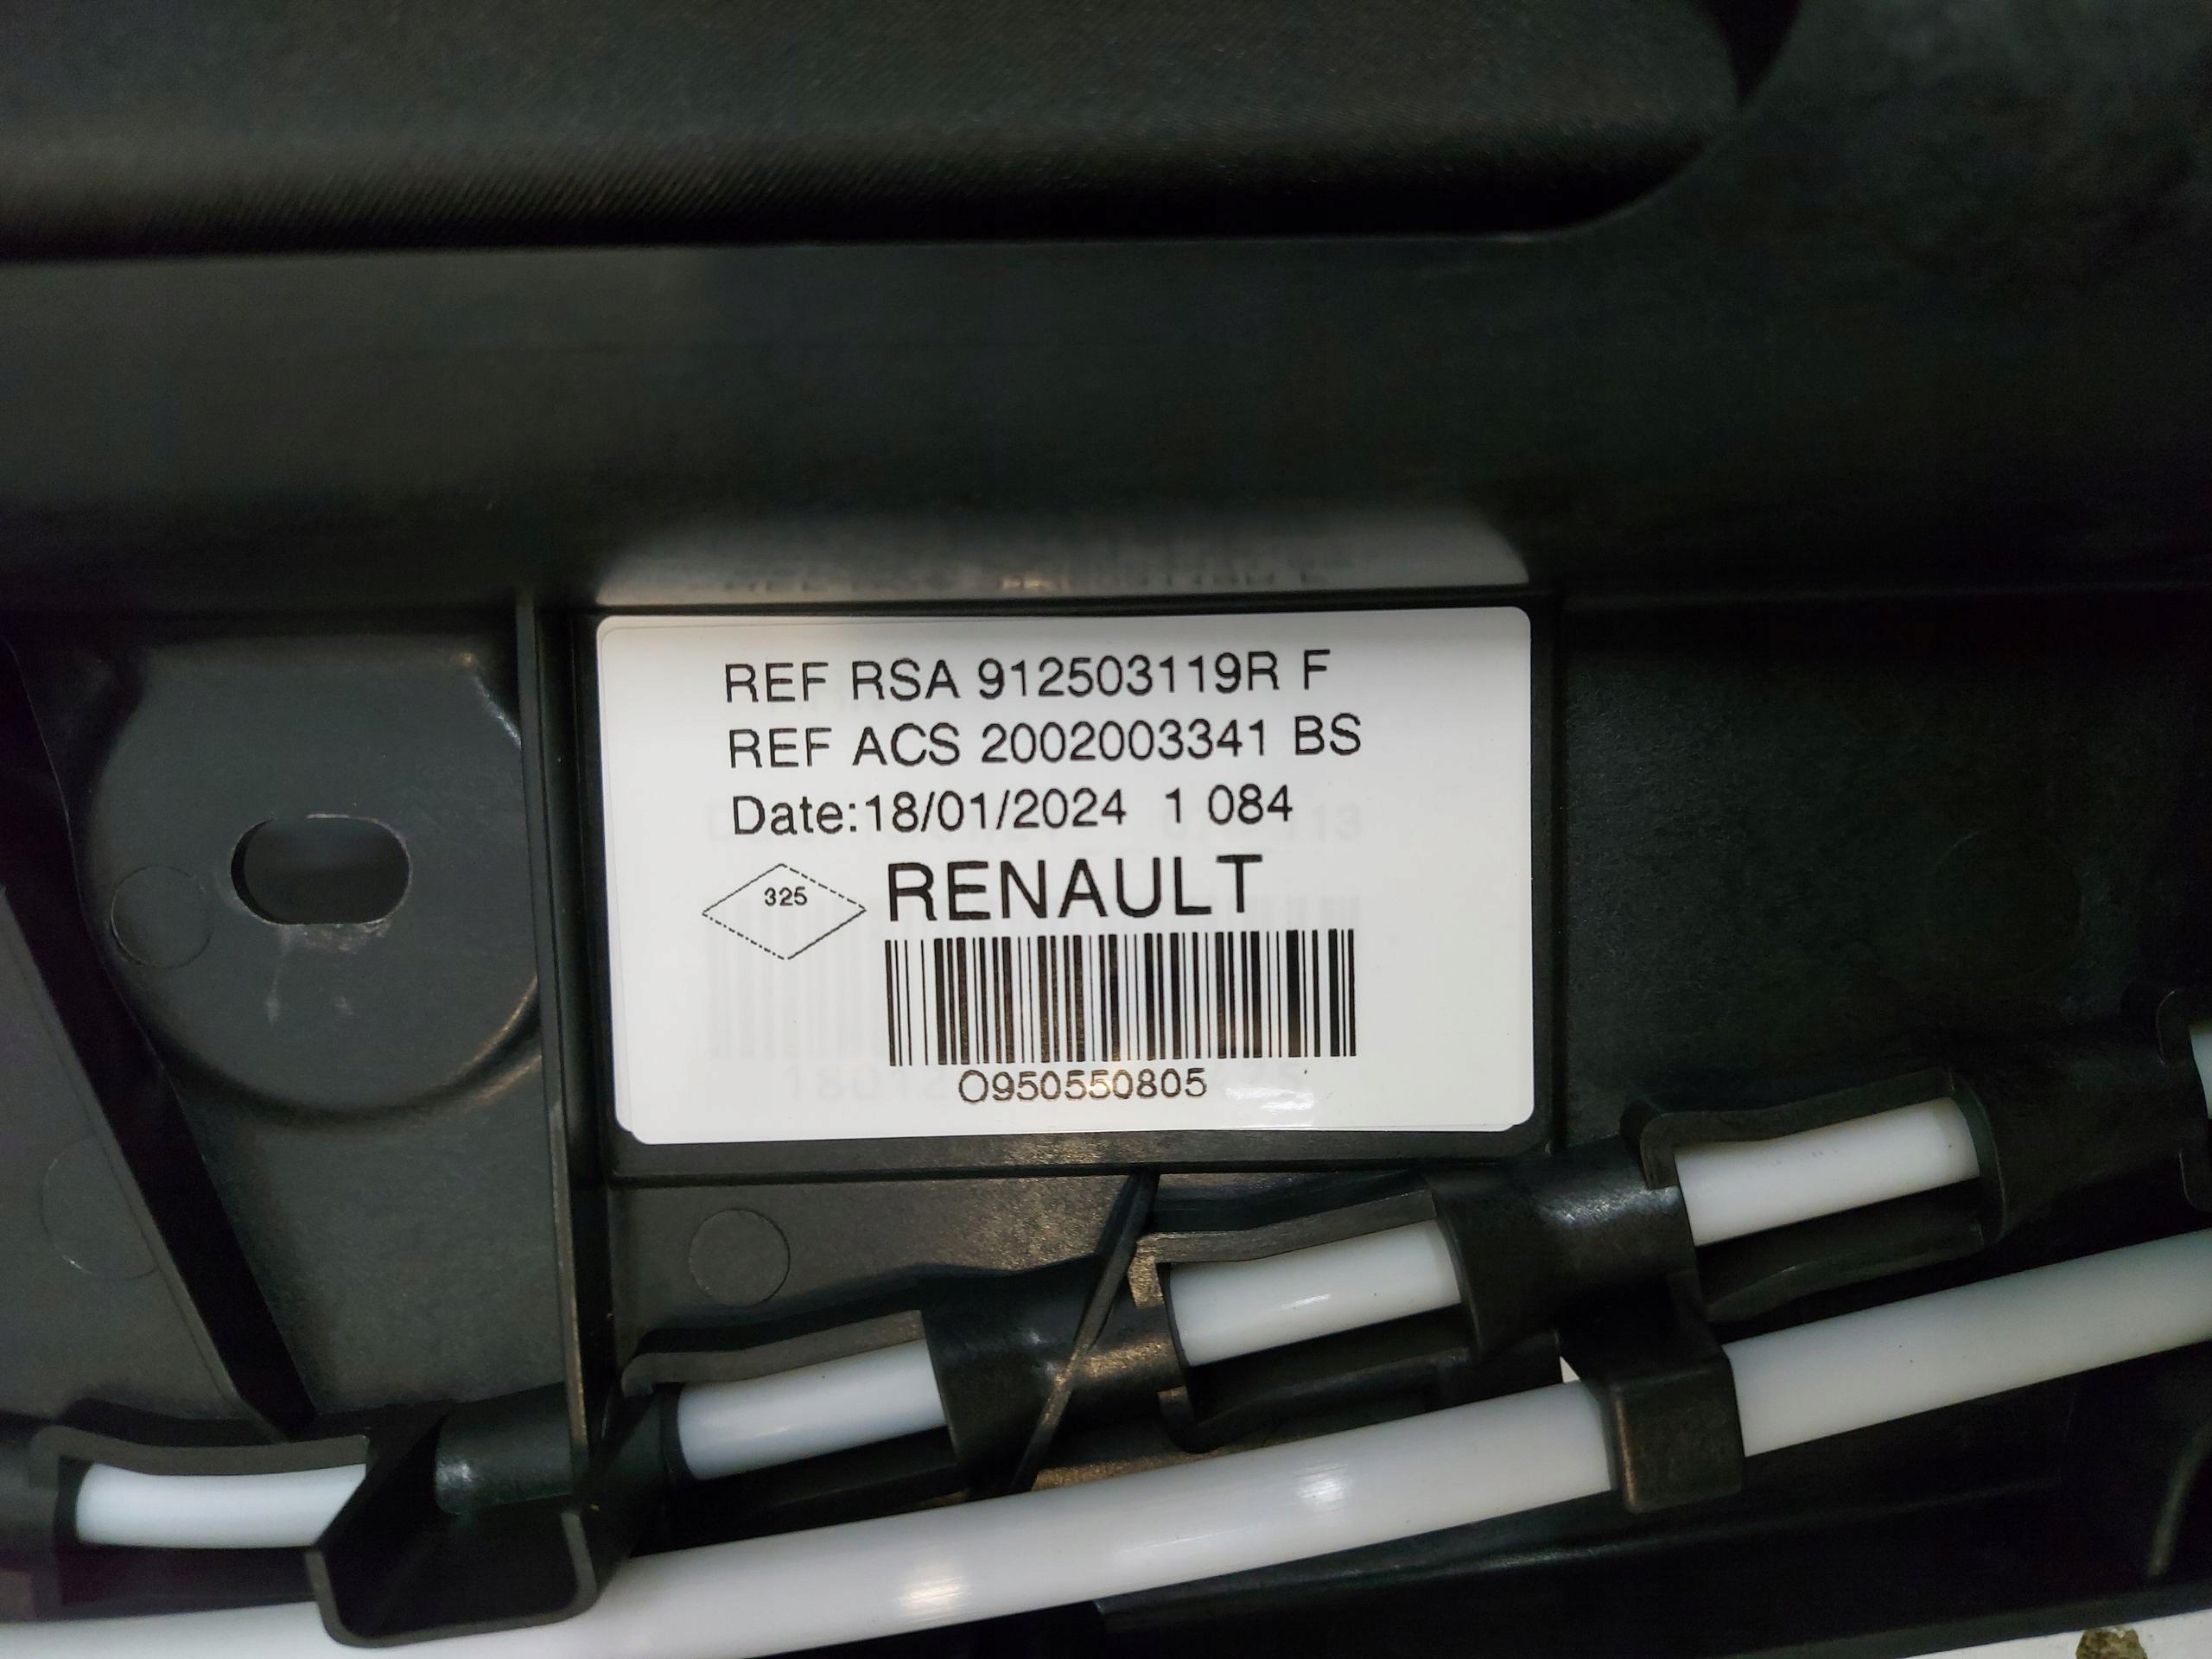 REF RSA 912503119R F
REF ACS 2002003341 BS
Date:18/01/2024 1 084
325
RENAULT
O950550805